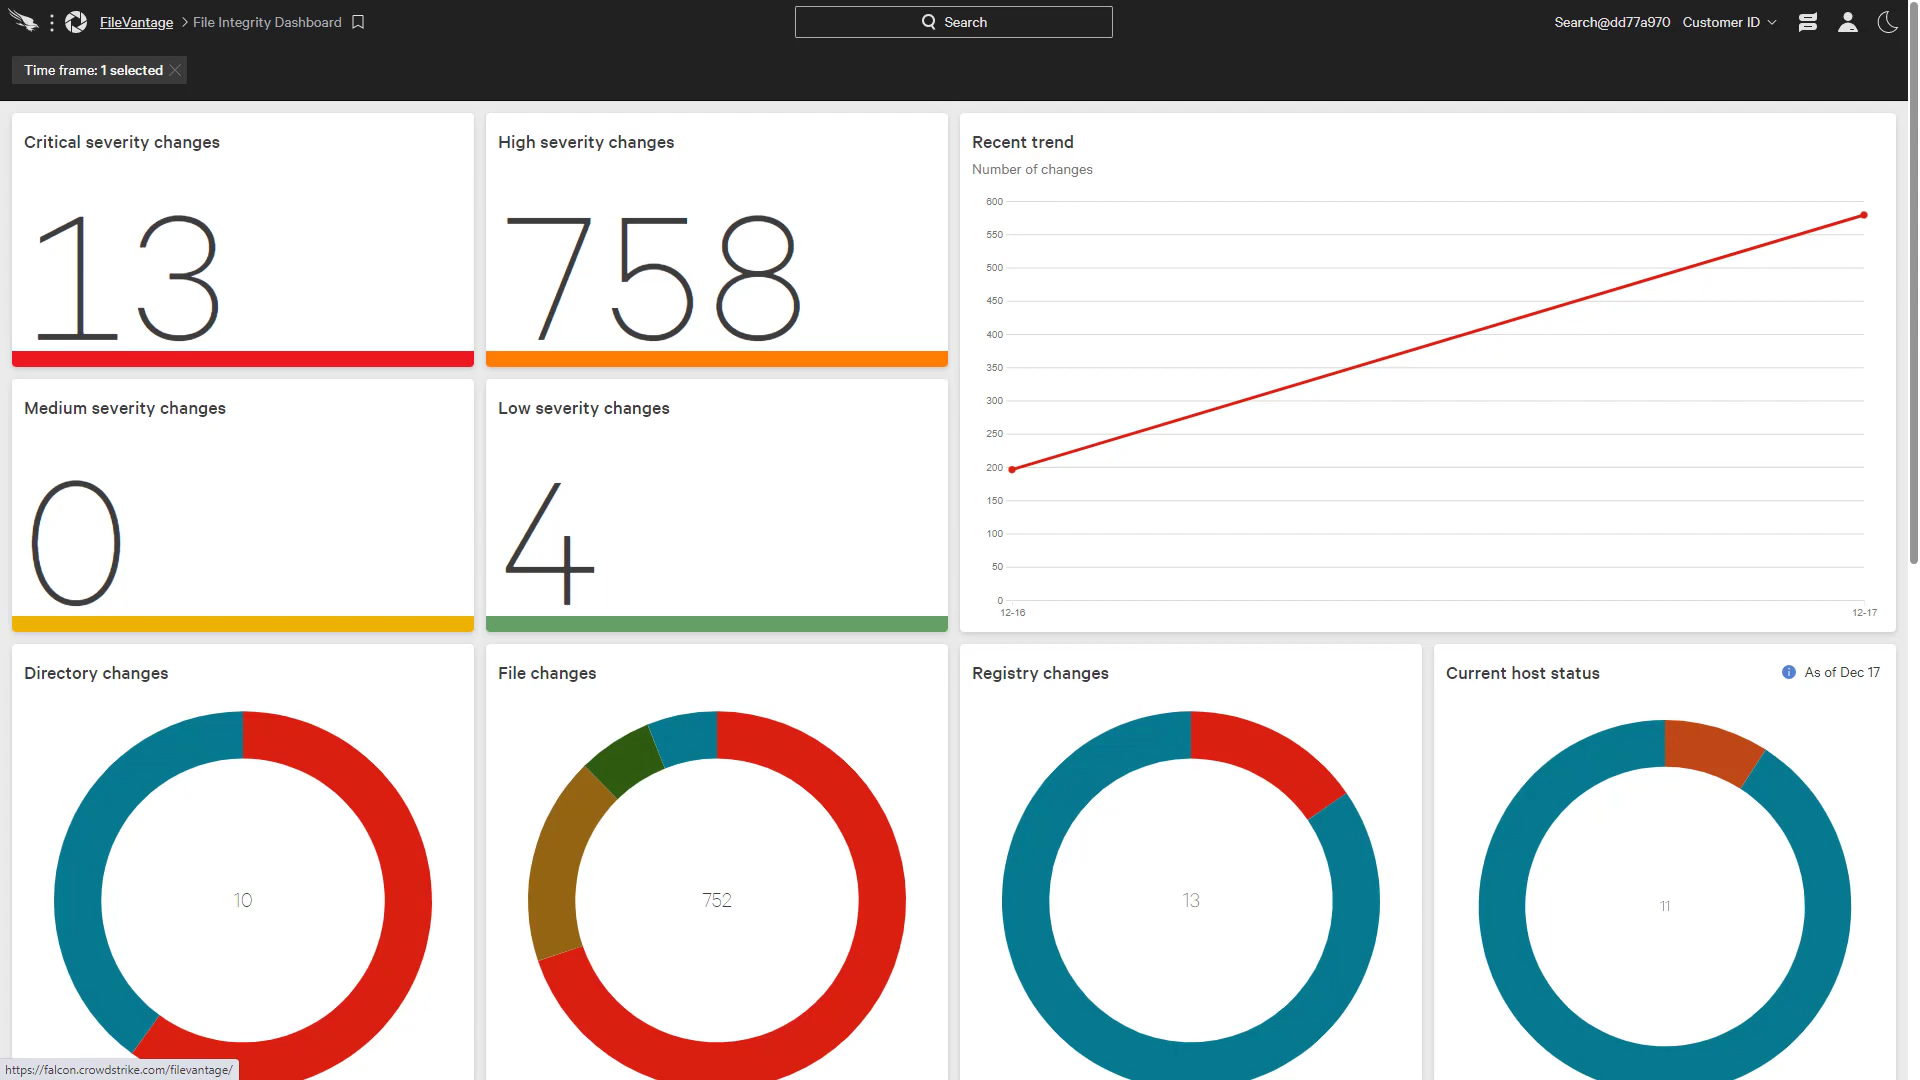 FileVantage > File Integrity Dashboard
Search
Search@dd77a970 Customer ID
Time frame: 1 selected
Critical severity changes
13
High severity changes
758
Recent trend
Number of changes
600
550
500
450
400
350
300
250
200
150
100
50
0
12-16 12-17
Medium severity changes
0
Low severity changes
4
Directory changes
10
File changes
752
Registry changes
13
Current host status
As of Dec 17
11
https://falcon.crowdstrike.com/filevantage/